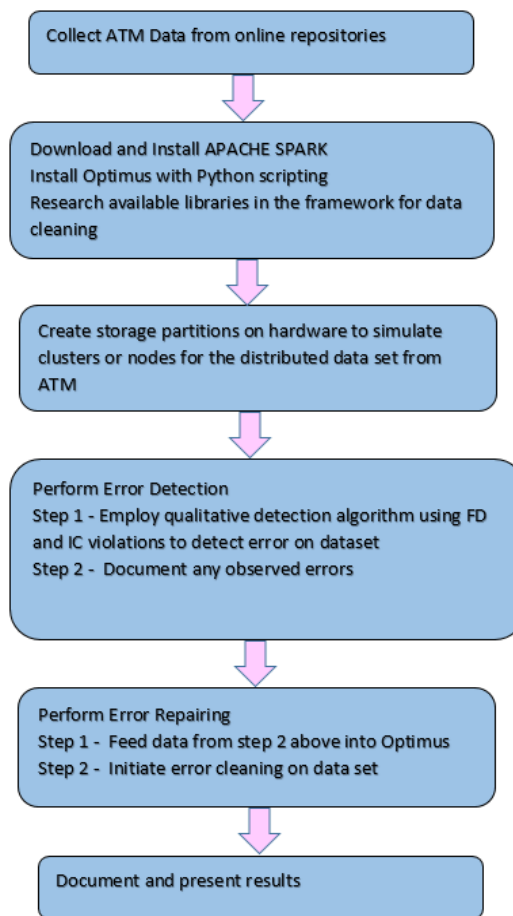 Collect ATM Data from online repositories
Download and Install APACHE SPARK
Install Optimus with Python scripting
Research available libraries in the framework for data
cleaning
Create storage partitions on hardware to simulate
clusters or nodes for the distributed data set from
ATM
Perform Error Detection
Step 1 - Employ qualitative detection algorithm using FD
and IC violations to detect error on dataset
Step 2 - Document any observed errors
Perform Error Repairing
Step 1 - Feed data from step 2 above into Optimus
Step 2 - Initiate error cleaning on data set
Document and present results